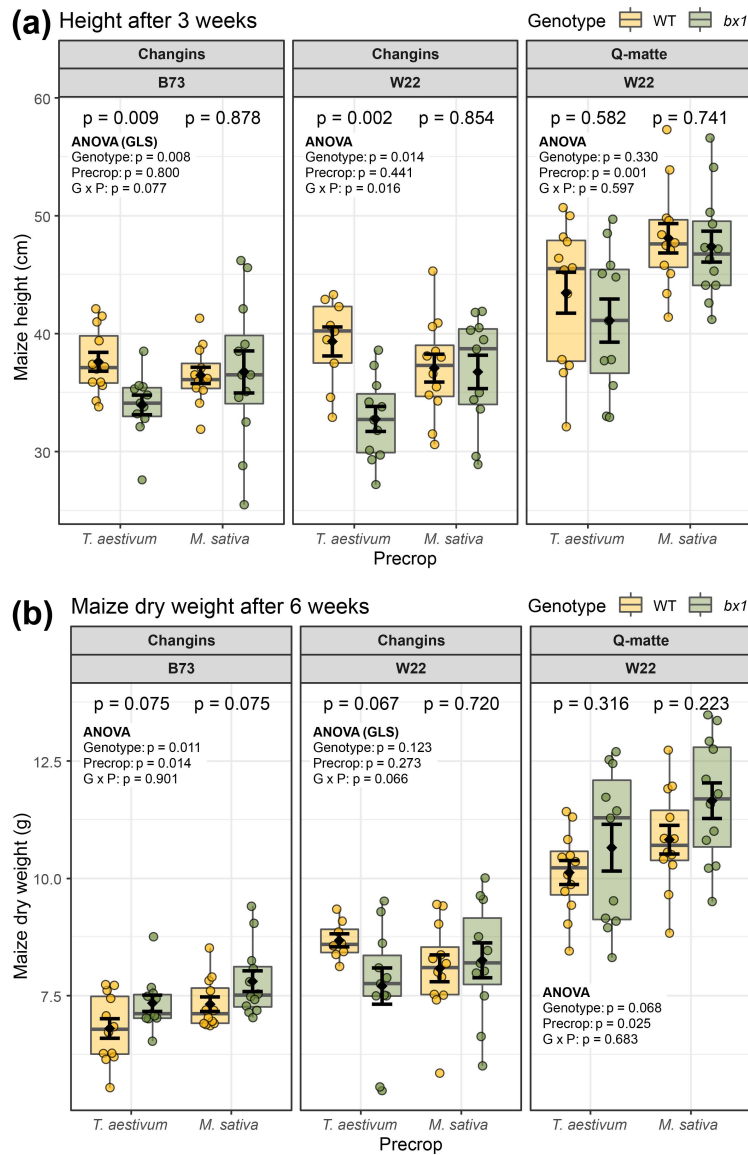 (a) Height after 3 weeks Genotype WT bx1
Changins Changins Q-matte
B73 W22 W22
60
p = 0.009 p = 0.878 p = 0.002 p = 0.854 p = 0.582 p = 0.741
ANOVA (GLS) ANOVA ANOVA
Genotype: p = 0.008 Genotype: p = 0.014 Genotype: p = 0.330
Precrop: p = 0.800 Precrop: p = 0.441 Precrop: p = 0.001
G x P: p = 0.077 G x P: p = 0.016 G x P: p = 0.597
50
Maize height (cm)
40
30
T. aestivum M. sativa T. aestivum M. sativa T. aestivum M. sativa
Precrop
(b) Maize dry weight after 6 weeks Genotype WT bx1
Changins Changins Q-matte
B73 W22 W22
p = 0.075 p = 0.075 p = 0.067 p = 0.720 p = 0.316 p = 0.223
ANOVA ANOVA (GLS)
Genotype: p = 0.011 Genotype: p = 0.123
Precrop: p = 0.014 Precrop: p = 0.273
G x P: p = 0.901 G x P: p = 0.066
12.5
Maize dry weight (g)
10.0
7.5
ANOVA
Genotype: p = 0.068
Precrop: p = 0.025
G x P: p = 0.683
T. aestivum M. sativa T. aestivum M. sativa T. aestivum M. sativa
Precrop